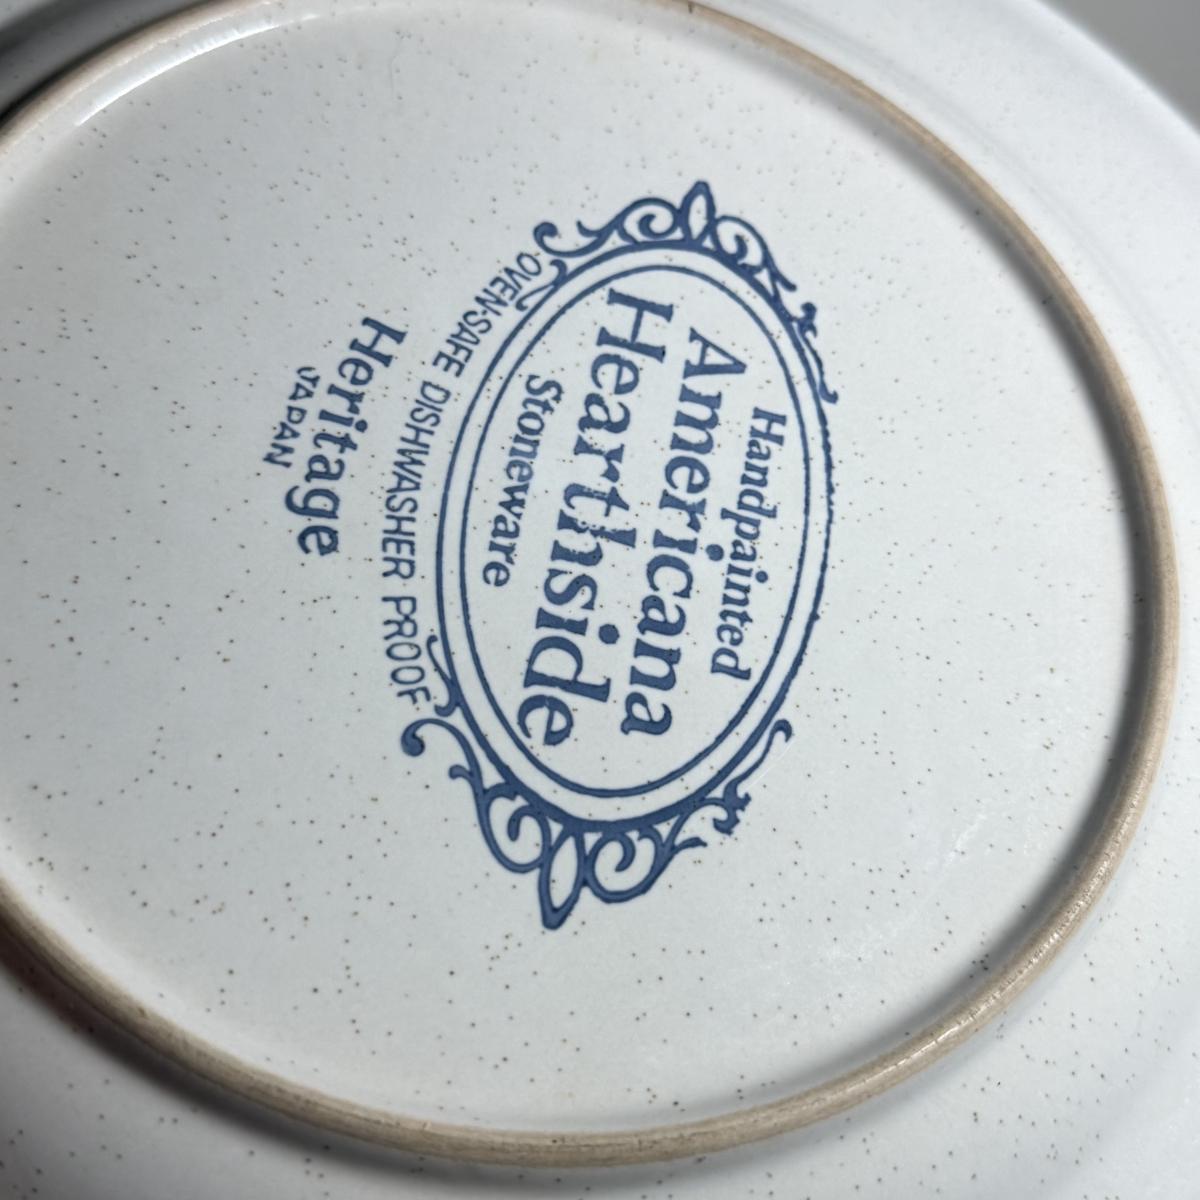 Handpainted
Americana
Hearthside
Stoneware
OVEN-SAFE DISHWASHER PROOF
Heritage
JAPAN